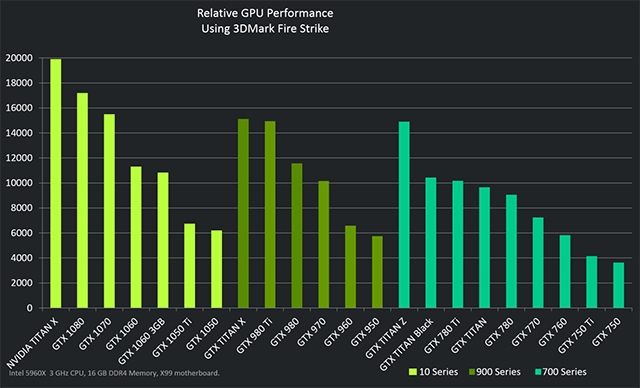 Relative GPU Performance
Using 3DMark Fire Strike
20000
18000
16000
14000
12000
10000
8000
6000
4000
2000
0
NVIDIA TITAN X
GTX 1080
GTX 1070
GTX 1060
GTX 1060 3GB
GTX 1050 Ti
GTX 1050
GTX TITAN X
GTX 980 Ti
GTX 980
GTX 970
GTX 960
GTX 950
GTX TITAN Z
GTX TITAN Black
GTX 780 Ti
GTX TITAN
GTX 780
GTX 770
GTX 760
GTX 750 Ti
GTX 750
Intel 5960X 3 GHz CPU, 16 GB DDR4 Memory, X99 motherboard.
10 Series
900 Series
700 Series